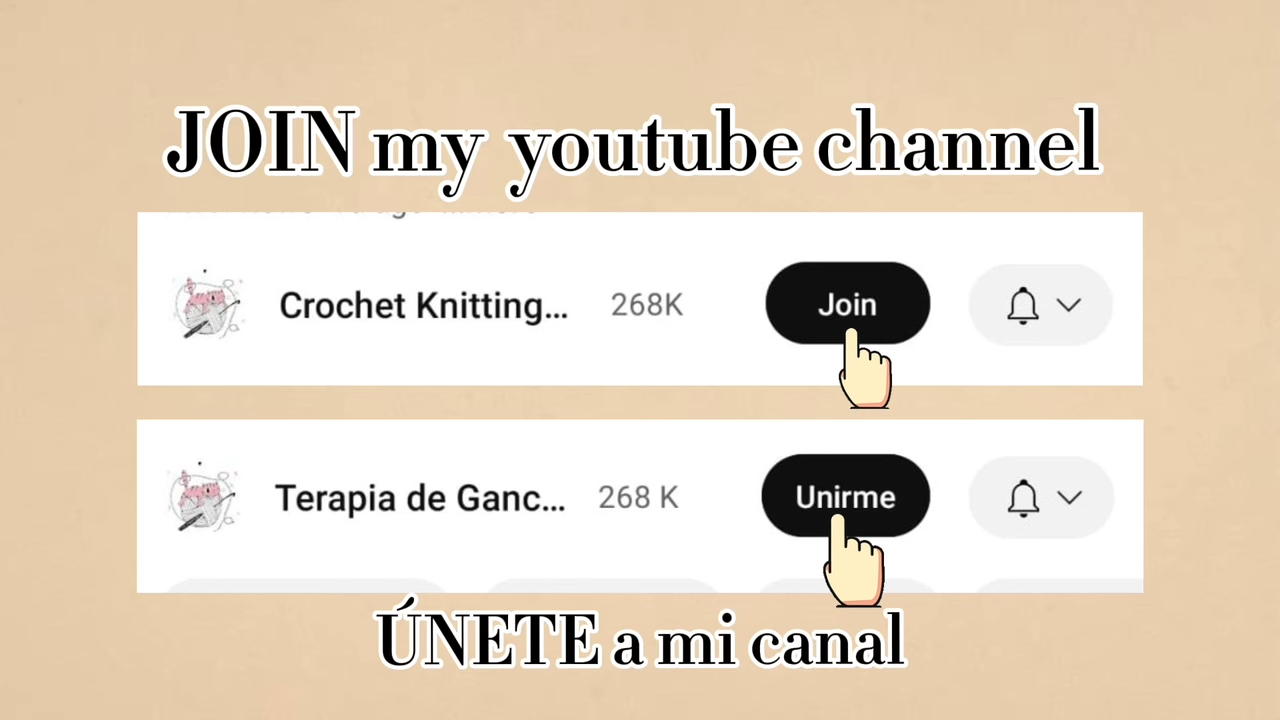 JOIN my youtube channel
Crochet Knitting... 268K Join
Terapia de Ganc... 268 K Unirme
ÚNETE a mi canal